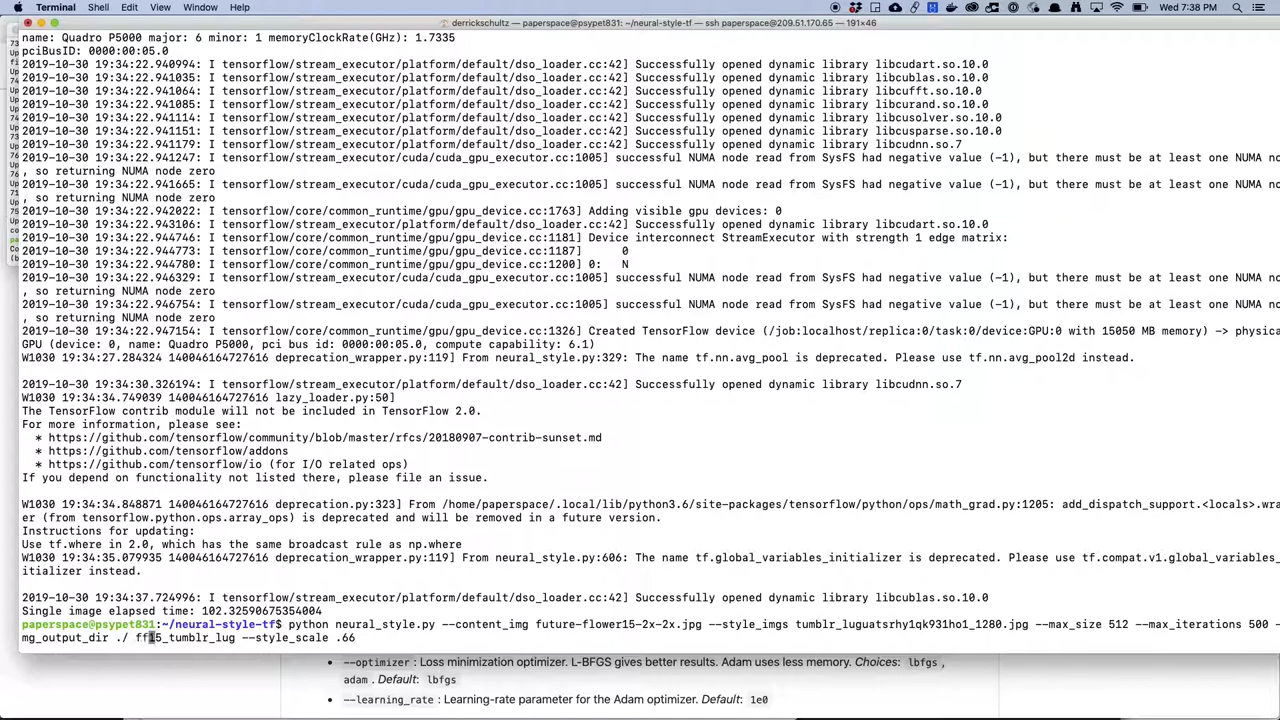 Terminal Shell Edit View Window Help Wed 7:38 PM
derrickschultz — paperspace@psypet831: ~/neural-style-tf — ssh paperspace@209.51.170.65 — 191×46
name: Quadro P5000 major: 6 minor: 1 memoryClockRate(GHz): 1.7335
pciBusID: 0000:00:05.0
2019-10-30 19:34:22.940994: I tensorflow/stream_executor/platform/default/dso_loader.cc:42] Successfully opened dynamic library libcudart.so.10.0
2019-10-30 19:34:22.941035: I tensorflow/stream_executor/platform/default/dso_loader.cc:42] Successfully opened dynamic library libcublas.so.10.0
2019-10-30 19:34:22.941064: I tensorflow/stream_executor/platform/default/dso_loader.cc:42] Successfully opened dynamic library libcufft.so.10.0
2019-10-30 19:34:22.941085: I tensorflow/stream_executor/platform/default/dso_loader.cc:42] Successfully opened dynamic library libcurand.so.10.0
2019-10-30 19:34:22.941114: I tensorflow/stream_executor/platform/default/dso_loader.cc:42] Successfully opened dynamic library libcusolver.so.10.0
2019-10-30 19:34:22.941151: I tensorflow/stream_executor/platform/default/dso_loader.cc:42] Successfully opened dynamic library libcusparse.so.10.0
2019-10-30 19:34:22.941179: I tensorflow/stream_executor/platform/default/dso_loader.cc:42] Successfully opened dynamic library libcudnn.so.7
2019-10-30 19:34:22.941247: I tensorflow/stream_executor/cuda/cuda_gpu_executor.cc:1005] successful NUMA node read from SysFS had negative value (-1), but there must be at least one NUMA no
, so returning NUMA node zero
2019-10-30 19:34:22.941665: I tensorflow/stream_executor/cuda/cuda_gpu_executor.cc:1005] successful NUMA node read from SysFS had negative value (-1), but there must be at least one NUMA no
, so returning NUMA node zero
2019-10-30 19:34:22.942022: I tensorflow/core/common_runtime/gpu/gpu_device.cc:1763] Adding visible gpu devices: 0
2019-10-30 19:34:22.943106: I tensorflow/stream_executor/platform/default/dso_loader.cc:42] Successfully opened dynamic library libcudart.so.10.0
2019-10-30 19:34:22.944746: I tensorflow/core/common_runtime/gpu/gpu_device.cc:1181] Device interconnect StreamExecutor with strength 1 edge matrix:
2019-10-30 19:34:22.944773: I tensorflow/core/common_runtime/gpu/gpu_device.cc:1187] 0
2019-10-30 19:34:22.944780: I tensorflow/core/common_runtime/gpu/gpu_device.cc:1200] 0: N
2019-10-30 19:34:22.946329: I tensorflow/stream_executor/cuda/cuda_gpu_executor.cc:1005] successful NUMA node read from SysFS had negative value (-1), but there must be at least one NUMA no
, so returning NUMA node zero
2019-10-30 19:34:22.946754: I tensorflow/stream_executor/cuda/cuda_gpu_executor.cc:1005] successful NUMA node read from SysFS had negative value (-1), but there must be at least one NUMA no
, so returning NUMA node zero
2019-10-30 19:34:22.947154: I tensorflow/core/common_runtime/gpu/gpu_device.cc:1326] Created TensorFlow device (/job:localhost/replica:0/task:0/device:GPU:0 with 15050 MB memory) -> physica
GPU (device: 0, name: Quadro P5000, pci bus id: 0000:00:05.0, compute capability: 6.1)
W1030 19:34:27.284324 140046164727616 deprecation_wrapper.py:119] From neural_style.py:329: The name tf.nn.avg_pool is deprecated. Please use tf.nn.avg_pool2d instead.
2019-10-30 19:34:30.326194: I tensorflow/stream_executor/platform/default/dso_loader.cc:42] Successfully opened dynamic library libcudnn.so.7
W1030 19:34:34.749039 140046164727616 lazy_loader.py:50]
The TensorFlow contrib module will not be included in TensorFlow 2.0.
For more information, please see:
* https://github.com/tensorflow/community/blob/master/rfcs/20180907-contrib-sunset.md
* https://github.com/tensorflow/addons
* https://github.com/tensorflow/io (for I/O related ops)
If you depend on functionality not listed there, please file an issue.
W1030 19:34:34.848871 140046164727616 deprecation.py:323] From /home/paperspace/.local/lib/python3.6/site-packages/tensorflow/python/ops/math_grad.py:1205: add_dispatch_support.<locals>.wra
er (from tensorflow.python.ops.array_ops) is deprecated and will be removed in a future version.
Instructions for updating:
Use tf.where in 2.0, which has the same broadcast rule as np.where
W1030 19:34:35.079935 140046164727616 deprecation_wrapper.py:119] From neural_style.py:606: The name tf.global_variables_initializer is deprecated. Please use tf.compat.v1.global_variables_
itializer instead.
2019-10-30 19:34:37.724996: I tensorflow/stream_executor/platform/default/dso_loader.cc:42] Successfully opened dynamic library libcublas.so.10.0
Single image elapsed time: 102.32590675354004
paperspace@psypet831:~/neural-style-tf$ python neural_style.py --content_img future-flower15-2x-2x.jpg --style_imgs tumblr_luguatsrhy1qk931ho1_1280.jpg --max_size 512 --max_iterations 500 -
mg_output_dir ./ ff15_tumblr_lug --style_scale .66
• --optimizer : Loss minimization optimizer. L-BFGS gives better results. Adam uses less memory. Choices: lbfgs ,
adam . Default: lbfgs
• --learning_rate : Learning-rate parameter for the Adam optimizer. Default: 1e0